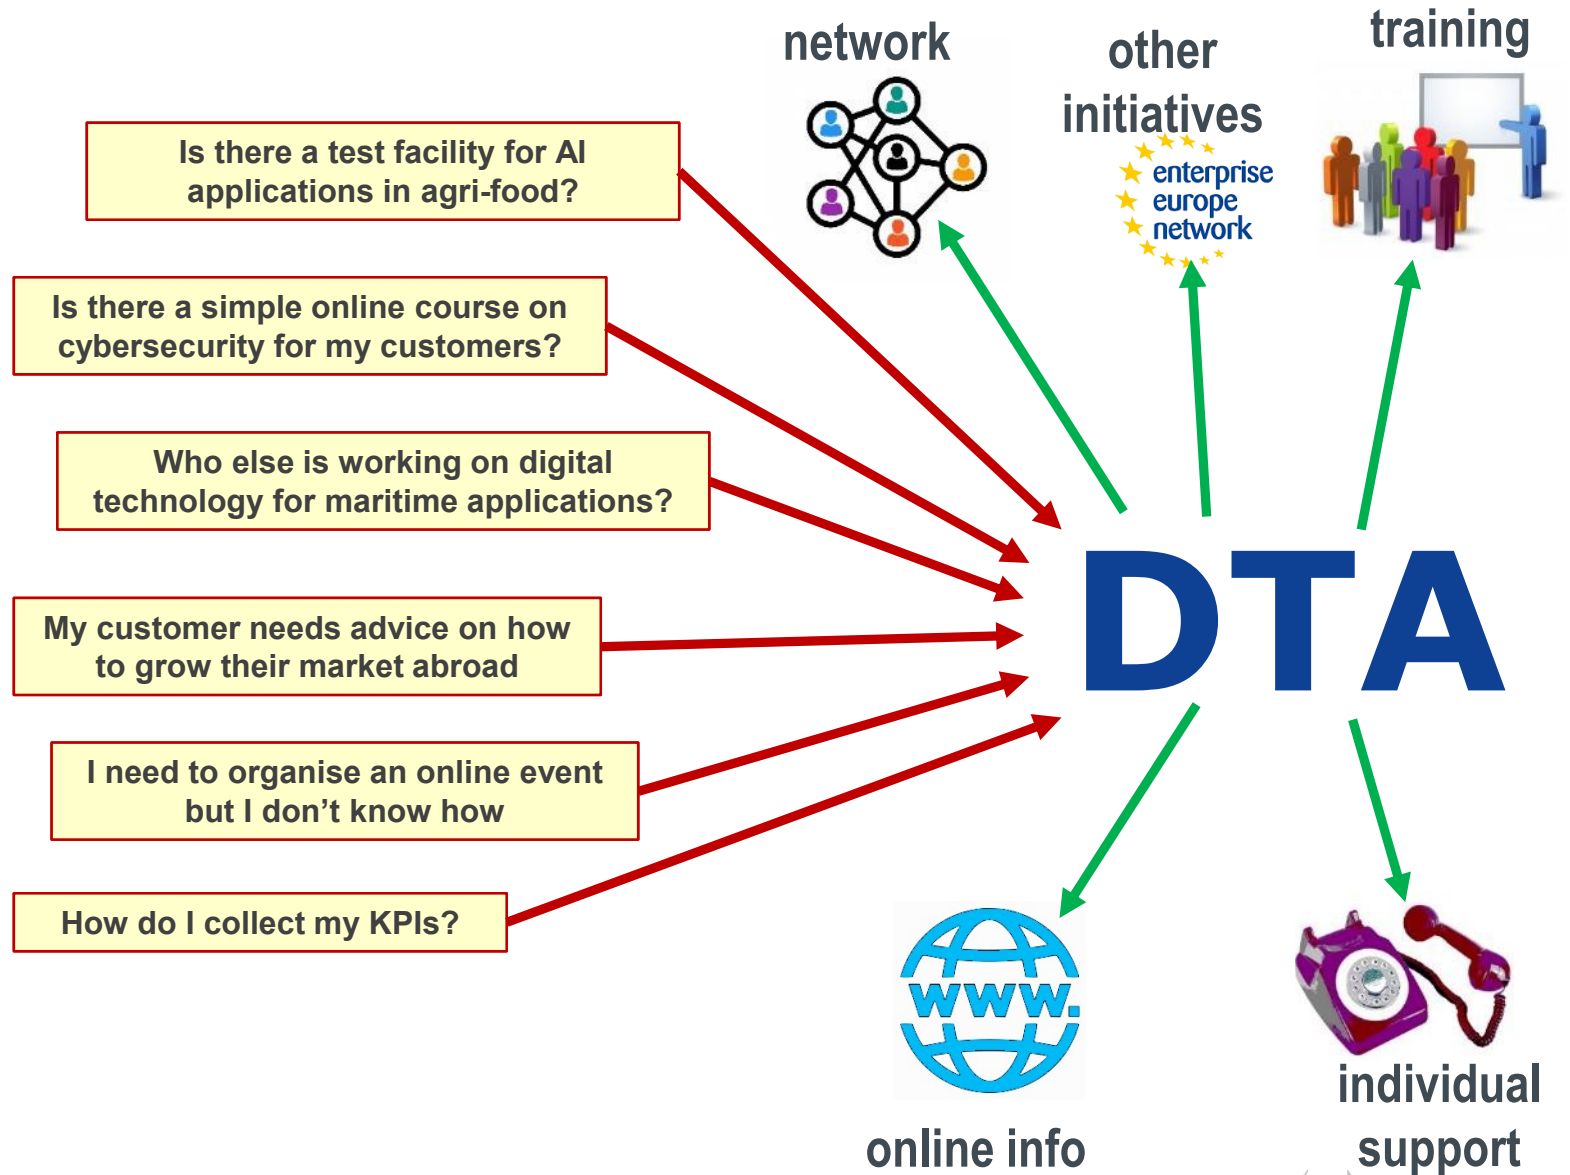 network
other
initiatives
training
enterprise
europe
network
Is there a test facility for AI
applications in agri-food?
Is there a simple online course on
cybersecurity for my customers?
Who else is working on digital
technology for maritime applications?
My customer needs advice on how
to grow their market abroad
I need to organise an online event
but I don’t know how
How do I collect my KPIs?
DTA
www.
online info
individual
support